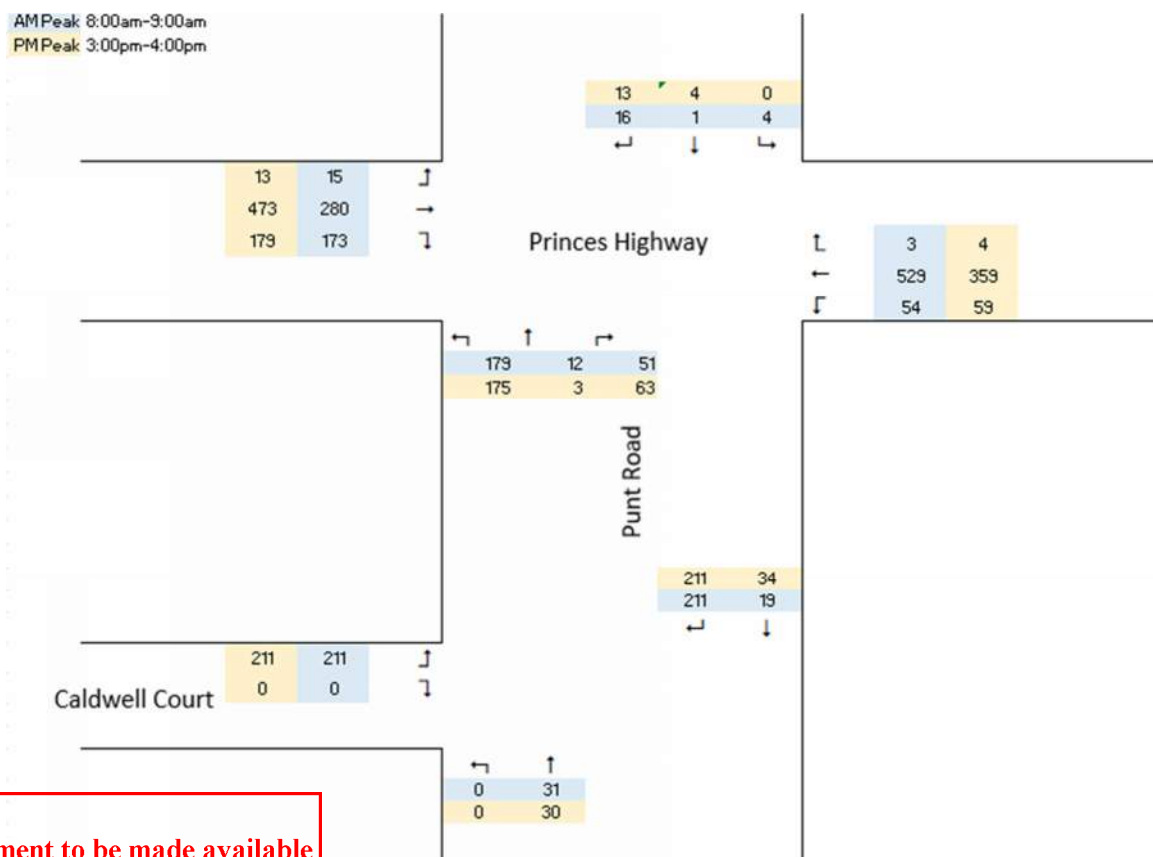 AM Peak 8:00am-9:00am
PM Peak 3:00pm-4:00pm
13 4 0
16 1 4
↵ ↓ ↳
13 15
473 280 →
179 173
Princes Highway
3 4
← 529 359
54 59
↰ ↑ ↱
179 12 51
175 3 63
Punt Road
211 34
211 19
↵ ↓
211 211
0 0
Caldwell Court
↰ ↑
0 31
0 30
ment to be made available